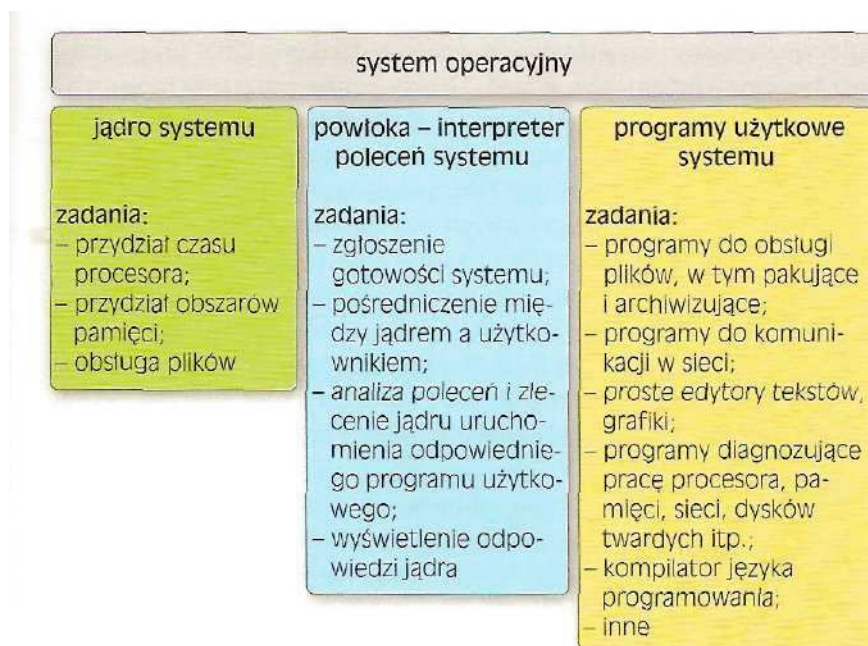 system operacyjny
jądro systemu
zadania:
– przydział czasu
procesora;
– przydział obszarów
pamięci;
– obsługa plików
powłoka – interpreter
poleceń systemu
zadania:
– zgłoszenie
gotowości systemu;
– pośredniczenie mię-
dzy jądrem a użytko-
wnikiem;
– analiza poleceń i zle-
cenie jądru urucho-
mienia odpowiednie-
go programu użytko-
wego;
– wyświetlenie odpo-
wiedzi jądra
programy użytkowe
systemu
zadania:
– programy do obsługi
plików, w tym pakujące
i archiwizujące;
– programy do komuni-
kacji w sieci;
– proste edytory tekstów,
grafiki;
– programy diagnozujące
pracę procesora, pa-
mięci, sieci, dysków
twardych itp.;
– kompilator języka
programowania;
– inne